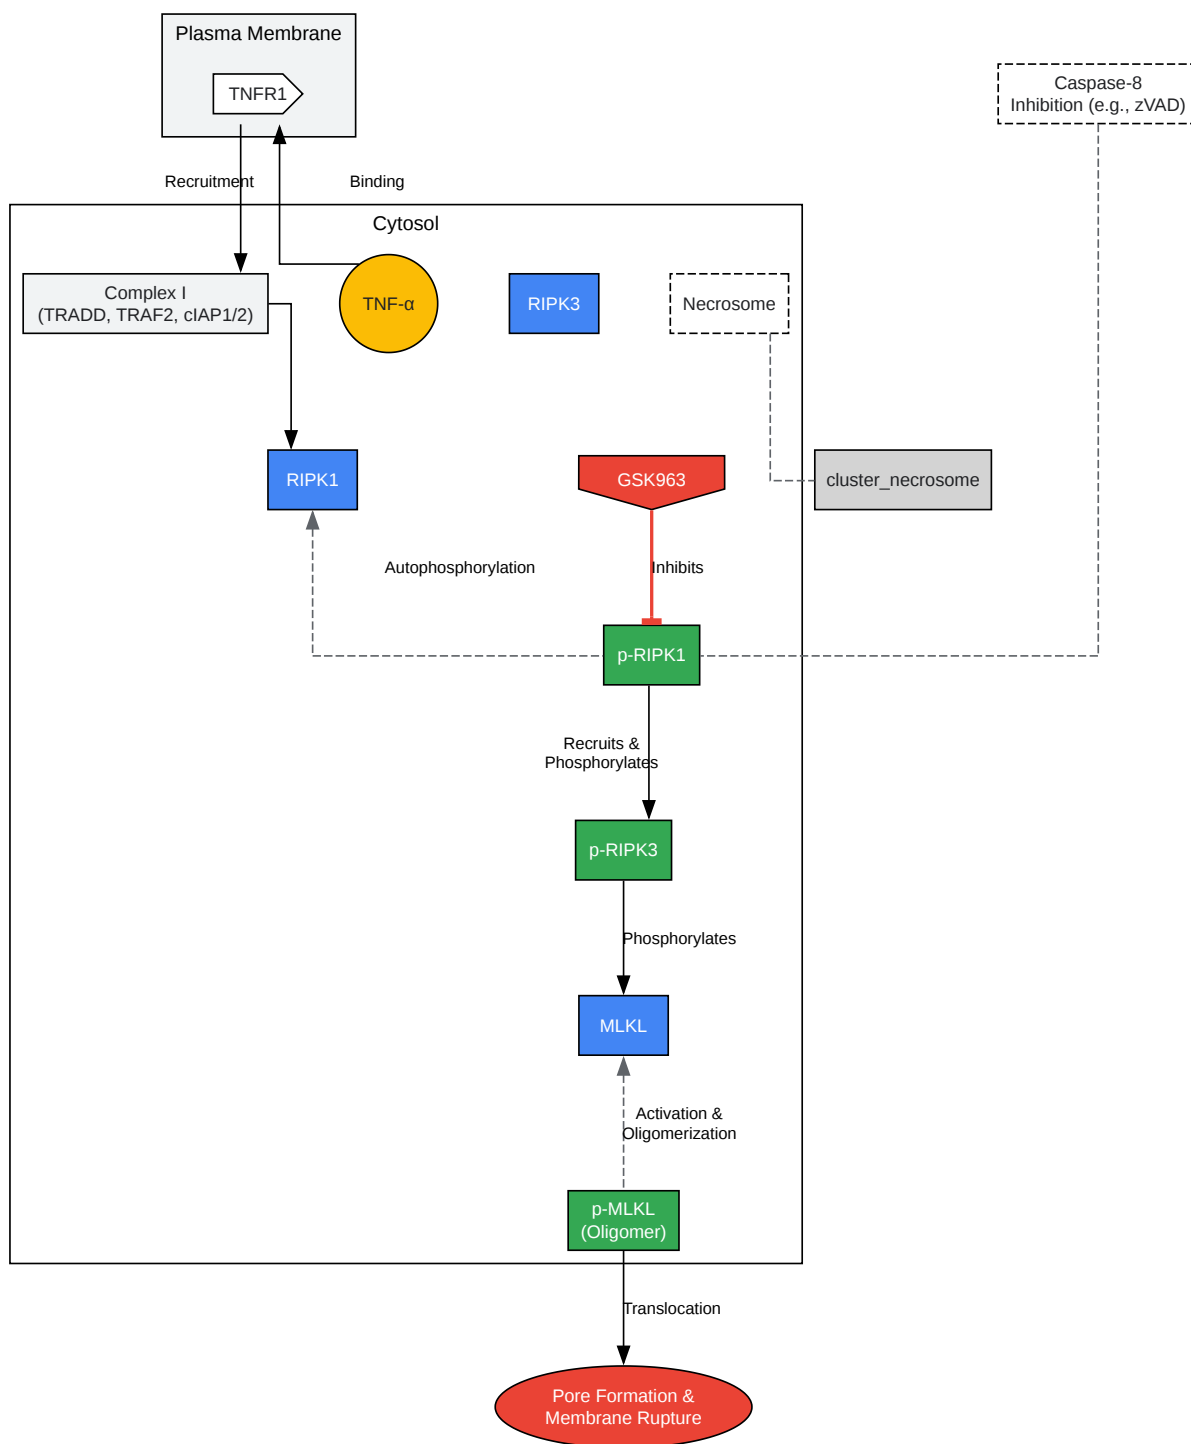 Plasma Membrane
TNFR1
Caspase-8
Inhibition (e.g., zVAD)
Recruitment
Binding
Cytosol
Complex I
(TRADD, TRAF2, cIAP1/2)
TNF-α
RIPK3
Necrosome
RIPK1
GSK963
cluster_necrosome
Autophosphorylation
Inhibits
p-RIPK1
Recruits &
Phosphorylates
p-RIPK3
Phosphorylates
MLKL
Activation &
Oligomerization
p-MLKL
(Oligomer)
Translocation
Pore Formation &
Membrane Rupture